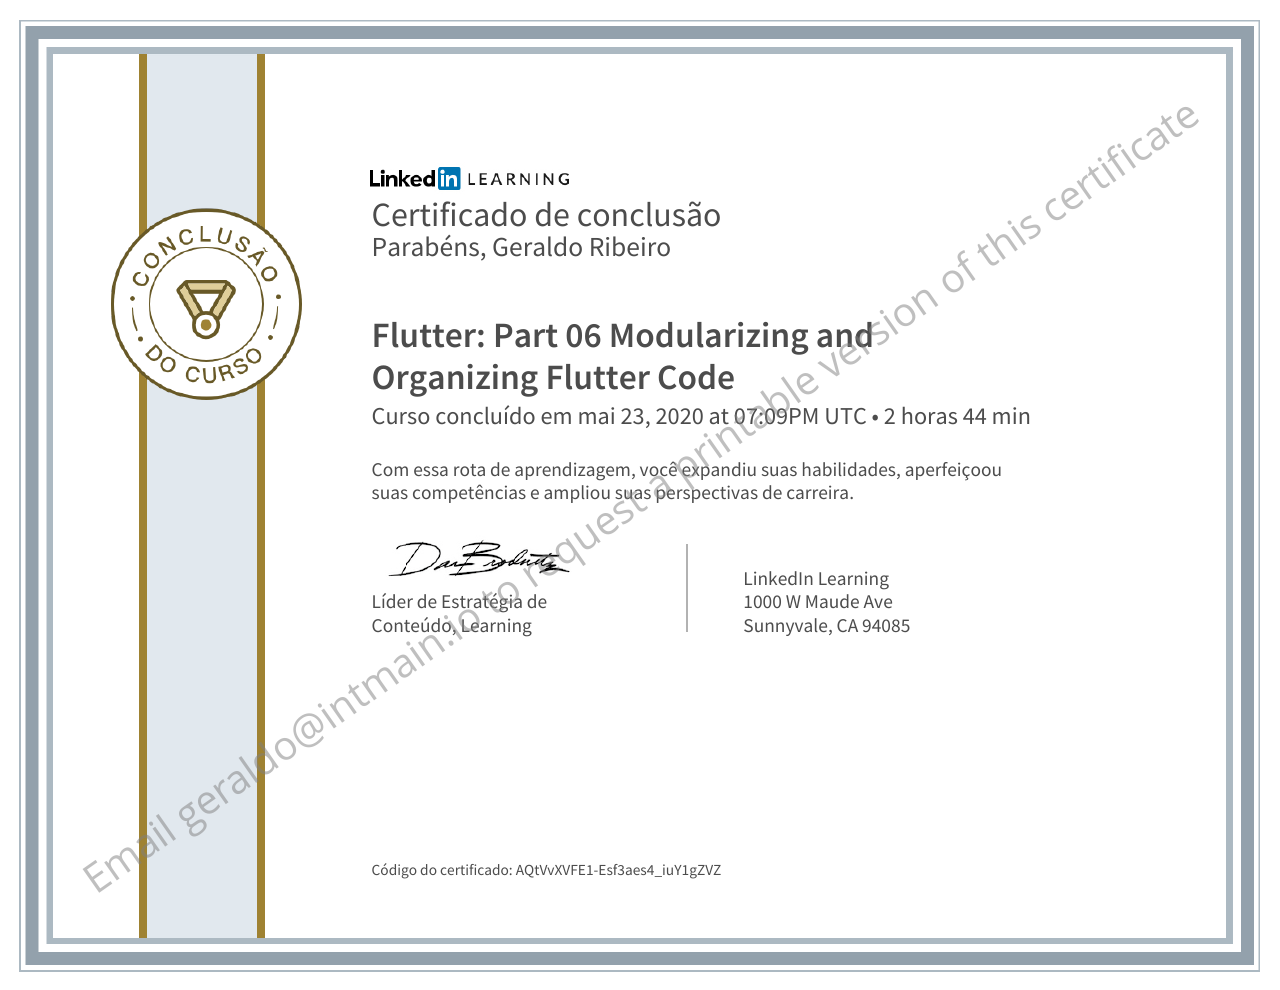 LinkedIn LEARNING
Certificado de conclusão
Parabéns, Geraldo Ribeiro
CONCLUSÃO
DO CURSO
Flutter: Part 06 Modularizing and
Organizing Flutter Code
Curso concluído em mai 23, 2020 at 07:09PM UTC • 2 horas 44 min
Com essa rota de aprendizagem, você expandiu suas habilidades, aperfeiçoou
suas competências e ampliou suas perspectivas de carreira.
Líder de Estratégia de
Conteúdo, Learning
LinkedIn Learning
1000 W Maude Ave
Sunnyvale, CA 94085
Código do certificado: AQtVvXVFE1-Esf3aes4_iuY1gZVZ
Email geraldo@intmain.io to request a printable version of this certificate